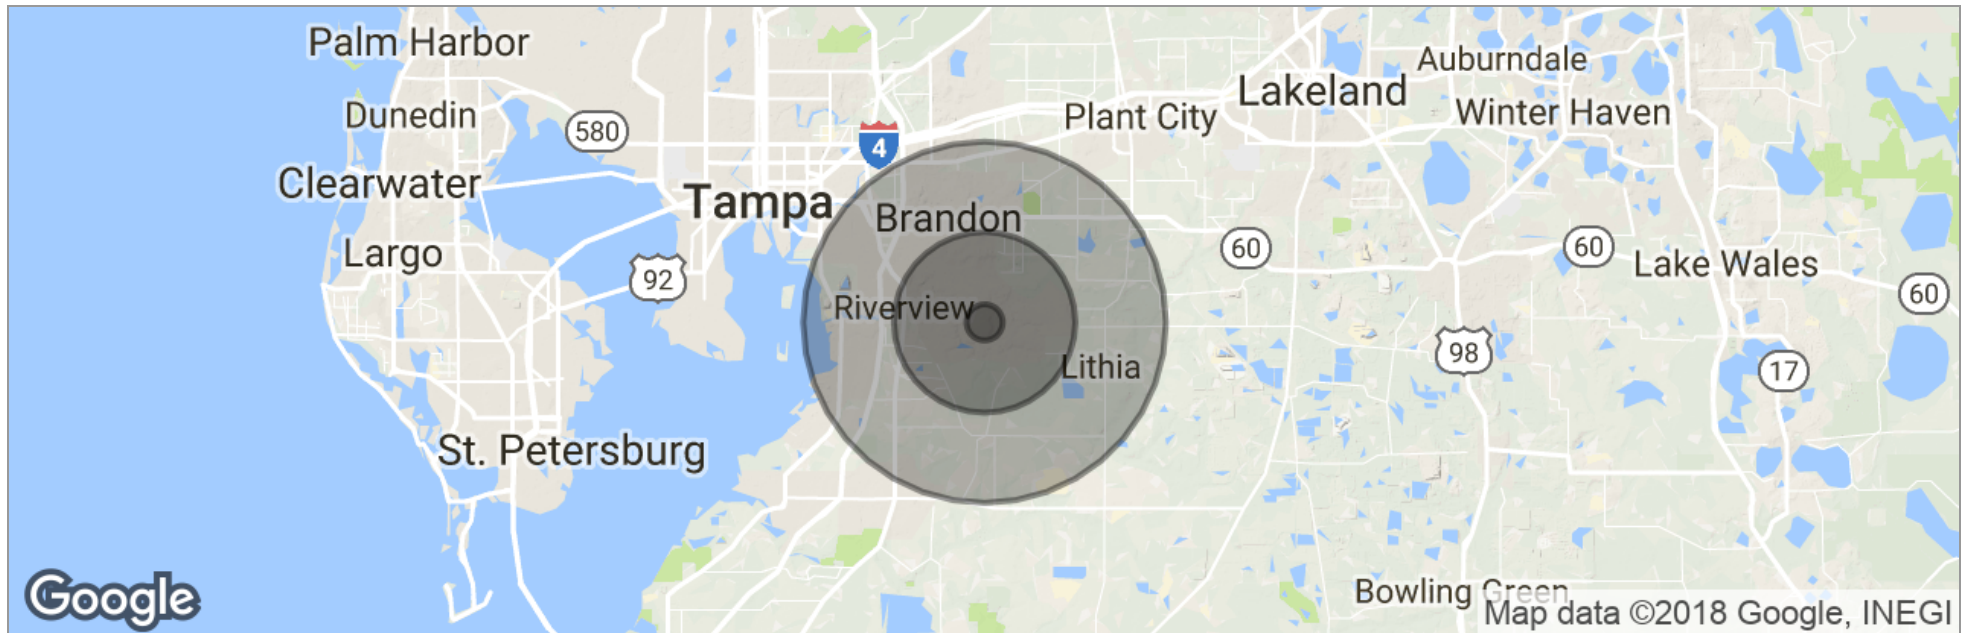 Palm Harbor
Auburndale
Lakeland
Winter Haven
Plant City
Dunedin
580
4
Clearwater
Tampa
Brandon
Largo
60
60
Lake Wales
92
60
Riverview
98
Lithia
17
St. Petersburg
Bowling Green
Google
Map data ©2018 Google, INEGI